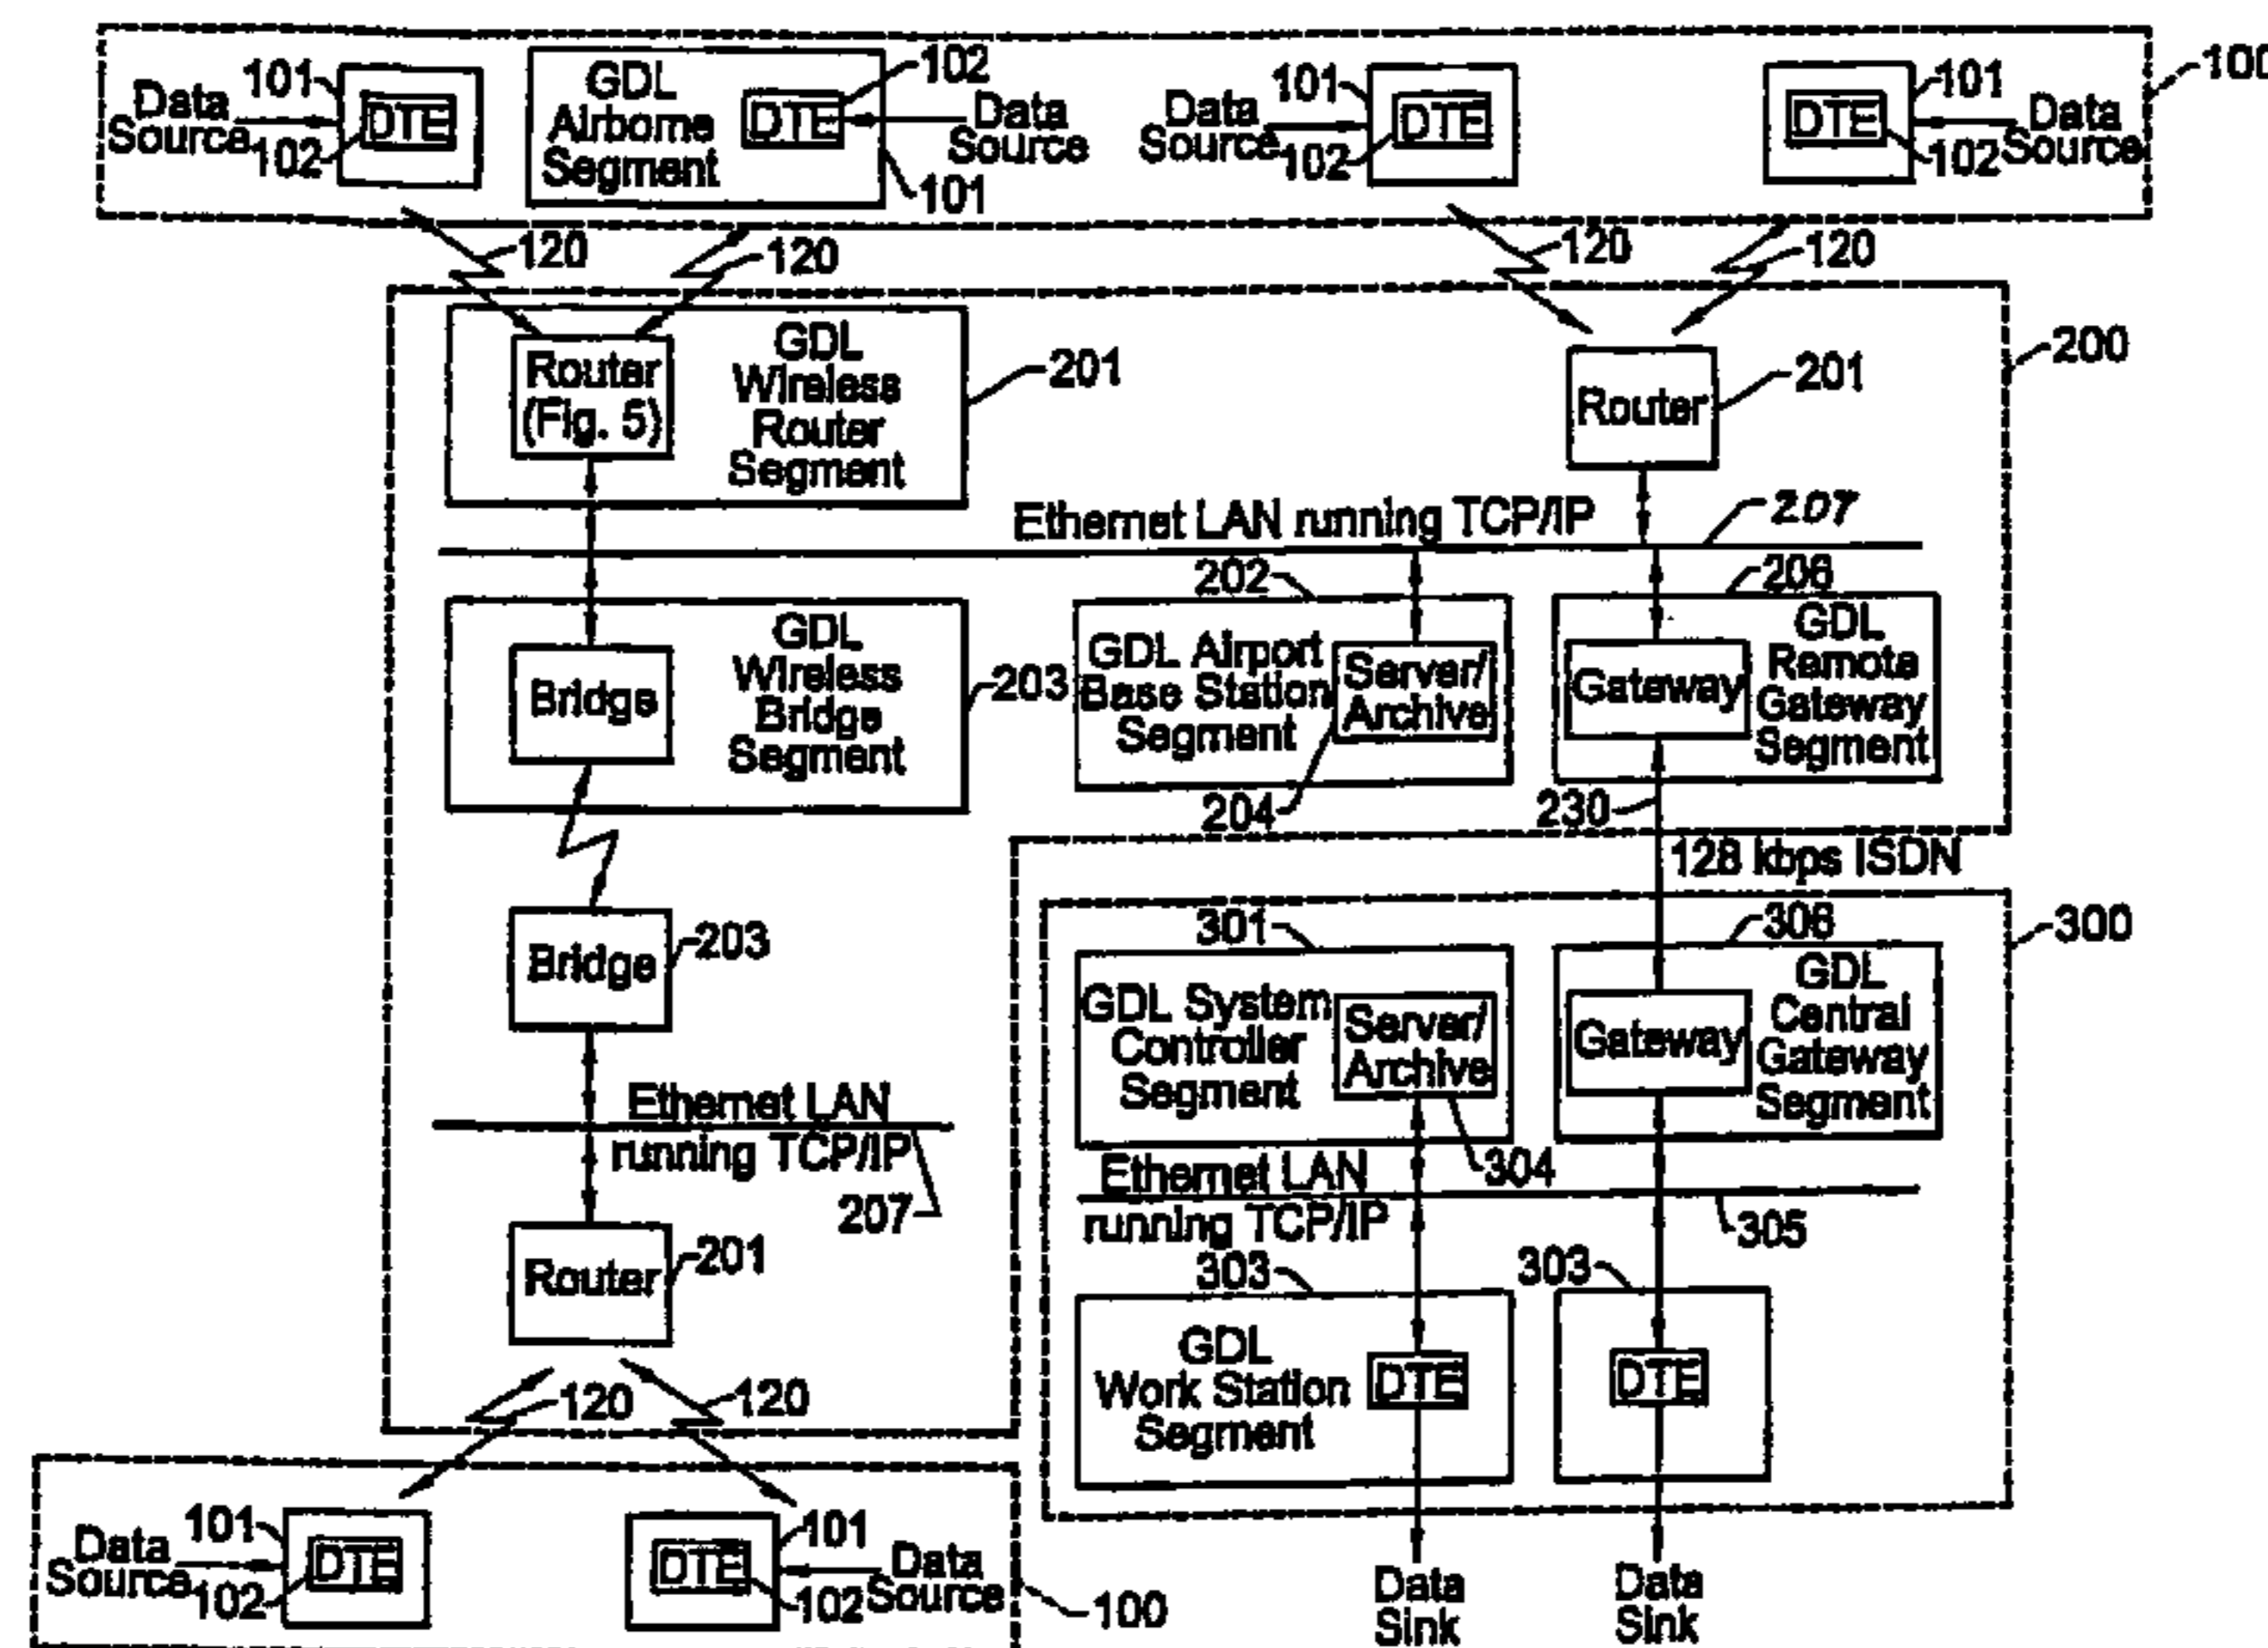 100
Data
Source
101
102
DTE
GDL
Airborne
Segment
DTE
102
Data
Source
101
Data
Source
101
102
DTE
DTE
101
102
Data
Source
120
120
120
120
200
Router
(Fig. 5)
GDL
Wireless
Router
Segment
201
Router
201
Ethernet LAN running TCP/IP
207
Bridge
GDL
Wireless
Bridge
Segment
203
202
GDL Airport
Base Station
Segment
Server/
Archive
204
206
Gateway
GDL
Remote
Gateway
Segment
230
128 kbps ISDN
Bridge
203
Ethernet LAN
running TCP/IP
207
Router
201
120
120
300
301
GDL System
Controller
Segment
Server/
Archive
304
306
Gateway
GDL
Central
Gateway
Segment
Ethernet LAN
running TCP/IP
305
303
GDL
Work Station
Segment
DTE
303
DTE
Data
Sink
Data
Sink
Data
Source
101
102
DTE
DTE
101
102
Data
Source
100